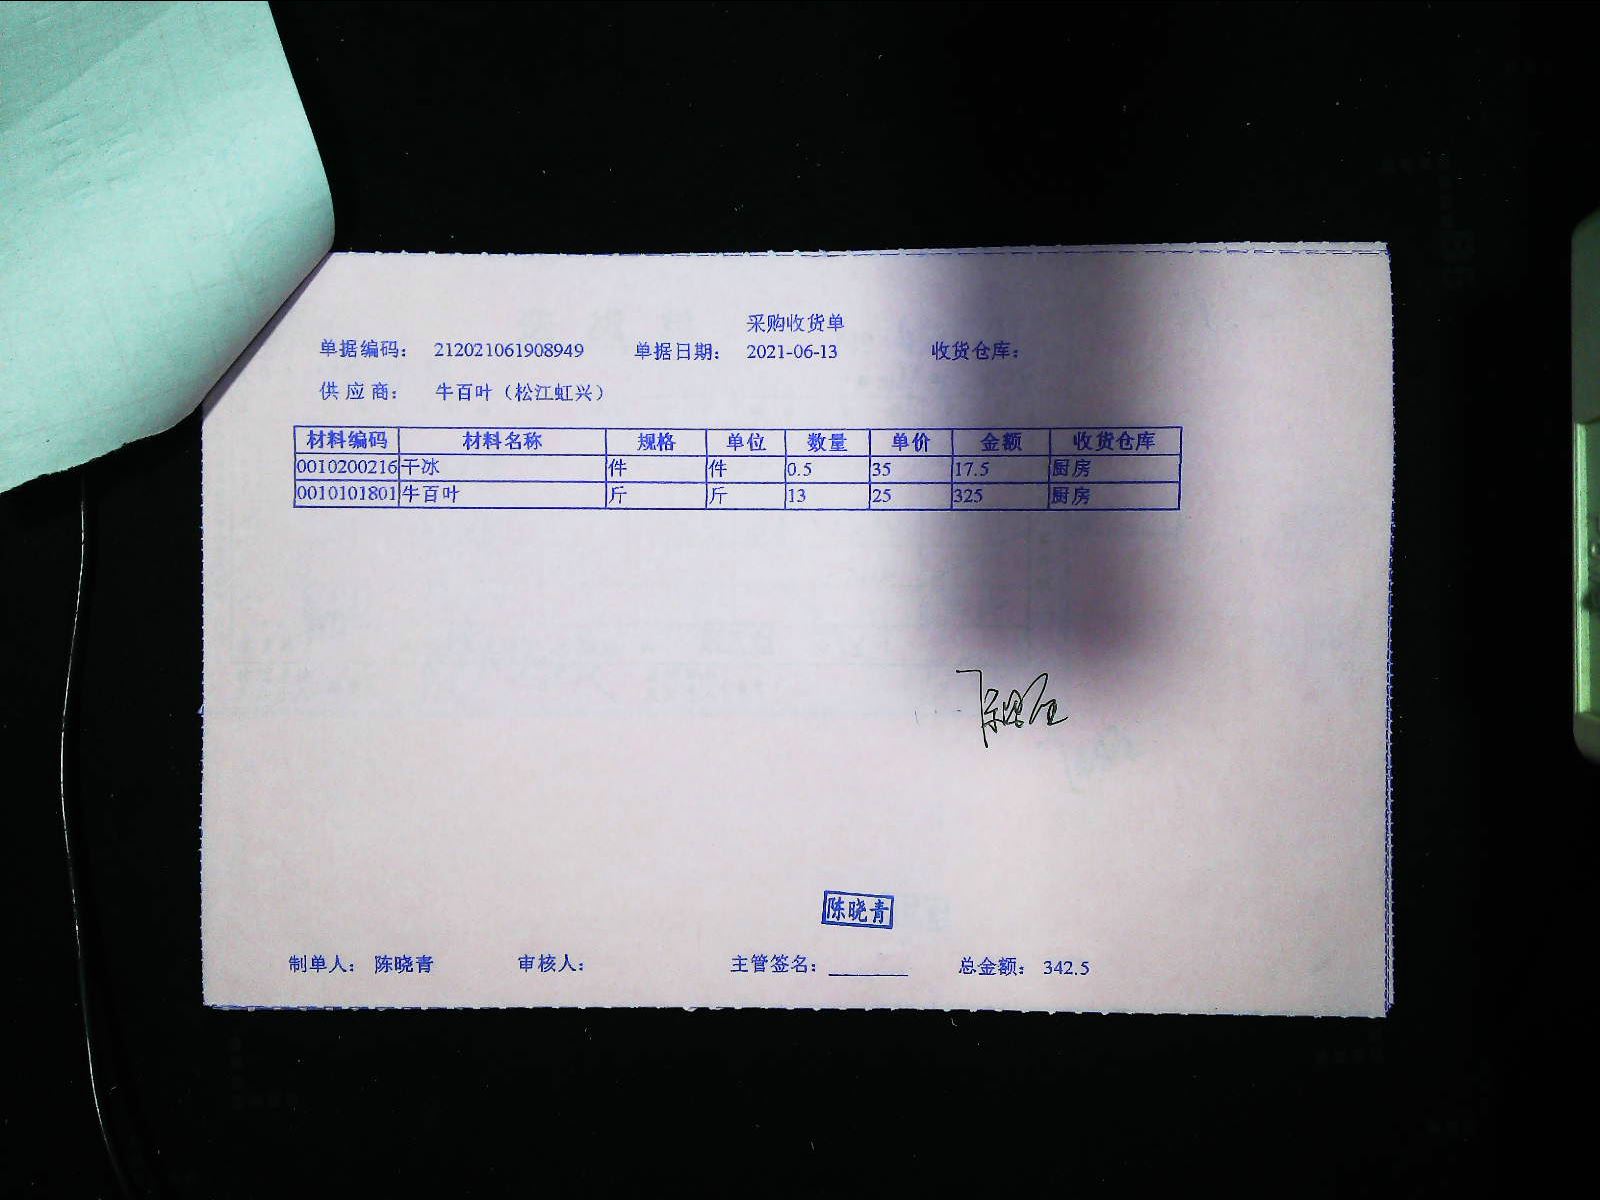 采购收货单
单据编码： 212021061908949 单据日期： 2021-06-13 收货仓库：
供应商： 牛百叶（松江虹兴）
材料编码 材料名称 规格 单位 数量 单价 金额 收货仓库
0010200216 干冰 件 件 0.5 35 17.5 厨房
0010101801 牛百叶 斤 斤 13 25 325 厨房
陈晓青
制单人： 陈晓青 审核人： 主管签名：________ 总金额： 342.5